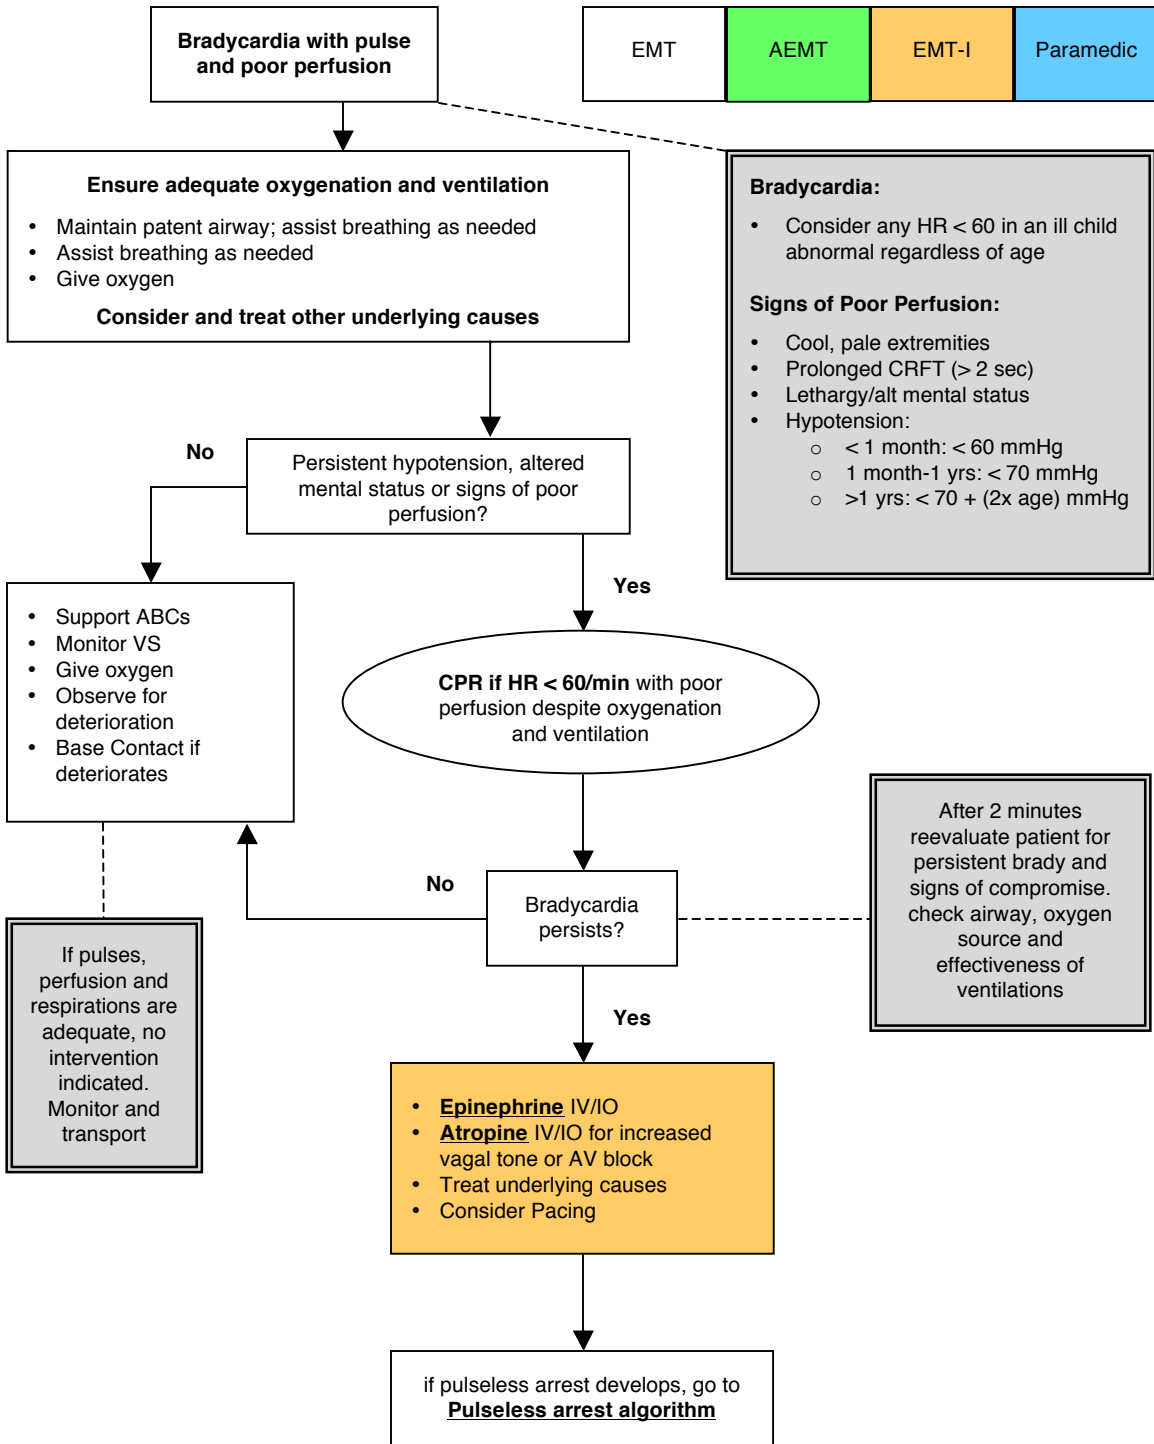 Bradycardia with pulse
and poor perfusion
EMT
AEMT
EMT-I
Paramedic
Ensure adequate oxygenation and ventilation
• Maintain patent airway; assist breathing as needed
• Assist breathing as needed
• Give oxygen
Consider and treat other underlying causes
Bradycardia:
• Consider any HR < 60 in an ill child
abnormal regardless of age
Signs of Poor Perfusion:
• Cool, pale extremities
• Prolonged CRFT (> 2 sec)
• Lethargy/alt mental status
• Hypotension:
o < 1 month: < 60 mmHg
o 1 month-1 yrs: < 70 mmHg
o >1 yrs: < 70 + (2x age) mmHg
No
Persistent hypotension, altered
mental status or signs of poor
perfusion?
Yes
• Support ABCs
• Monitor VS
• Give oxygen
• Observe for
deterioration
• Base Contact if
deteriorates
CPR if HR < 60/min with poor
perfusion despite oxygenation
and ventilation
After 2 minutes
reevaluate patient for
persistent brady and
signs of compromise.
check airway, oxygen
source and
effectiveness of
ventilations
No
Bradycardia
persists?
If pulses,
perfusion and
respirations are
adequate, no
intervention
indicated.
Monitor and
transport
Yes
• Epinephrine IV/IO
• Atropine IV/IO for increased
vagal tone or AV block
• Treat underlying causes
• Consider Pacing
if pulseless arrest develops, go to
Pulseless arrest algorithm